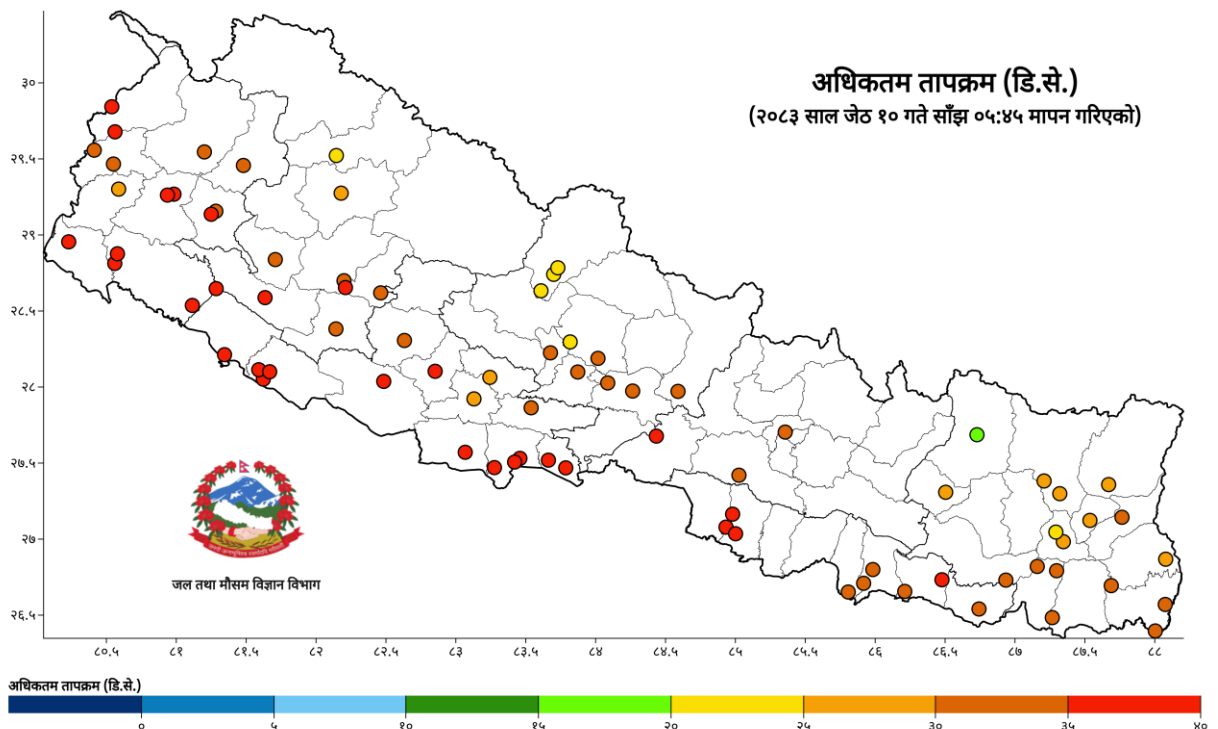 अधिकतम तापक्रम (डि.से.)
(२०८३ साल जेठ १० गते साँझ ०५:४५ मापन गरिएको)
३०
२९.५
२९
२८.५
२८
२७.५
२७
२६.५
जल तथा मौसम विज्ञान विभाग
८०.५ ८१ ८१.५ ८२ ८२.५ ८३ ८३.५ ८४ ८४.५ ८५ ८५.५ ८६ ८६.५ ८७ ८७.५ ८८
अधिकतम तापक्रम (डि.से.)
० ५ १० १५ २० २५ ३० ३५ ४०